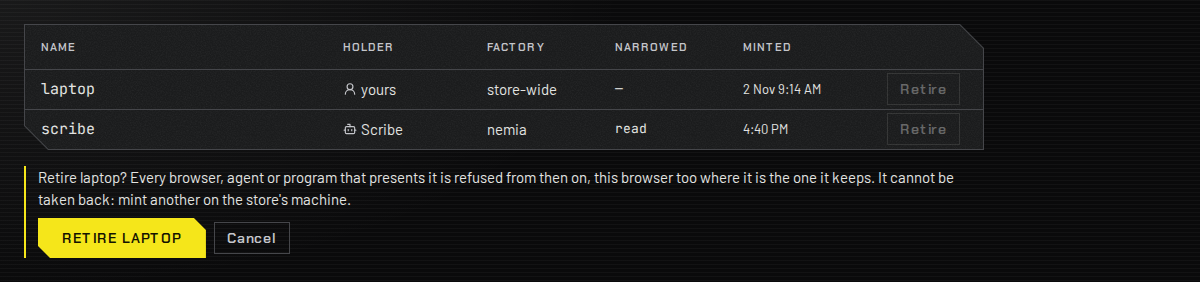 NAME HOLDER FACTORY NARROWED MINTED
laptop yours store-wide — 2 Nov 9:14 AM Retire
scribe Scribe nemia read 4:40 PM Retire
Retire laptop? Every browser, agent or program that presents it is refused from then on, this browser too where it is the one it keeps. It cannot be
taken back: mint another on the store's machine.
RETIRE LAPTOP Cancel